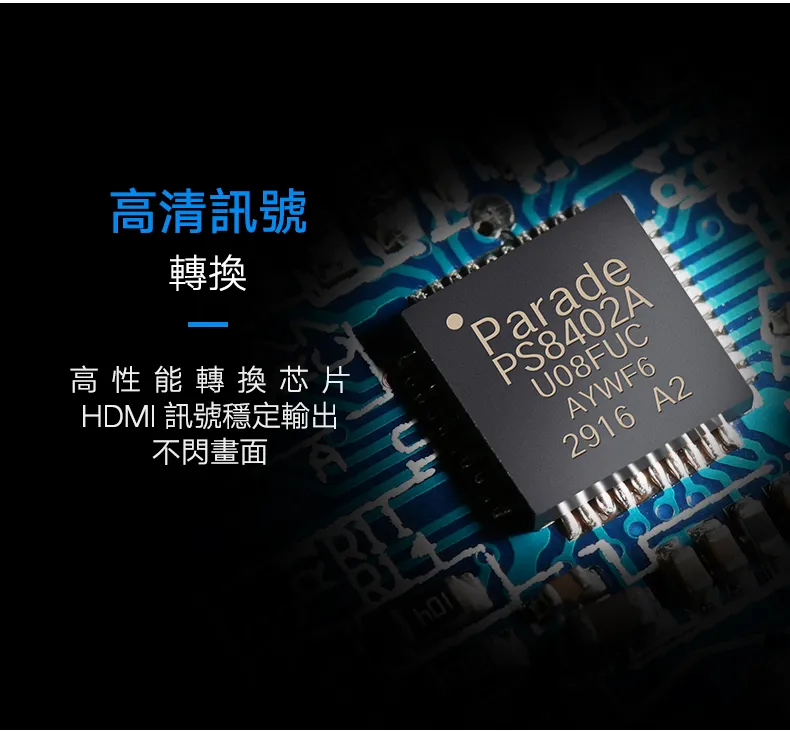 高清訊號
轉換
高性能轉換芯片
HDMI 訊號穩定輸出
不閃畫面
Parade
PS8402A
U08FUC
AYWF6
2916 A2